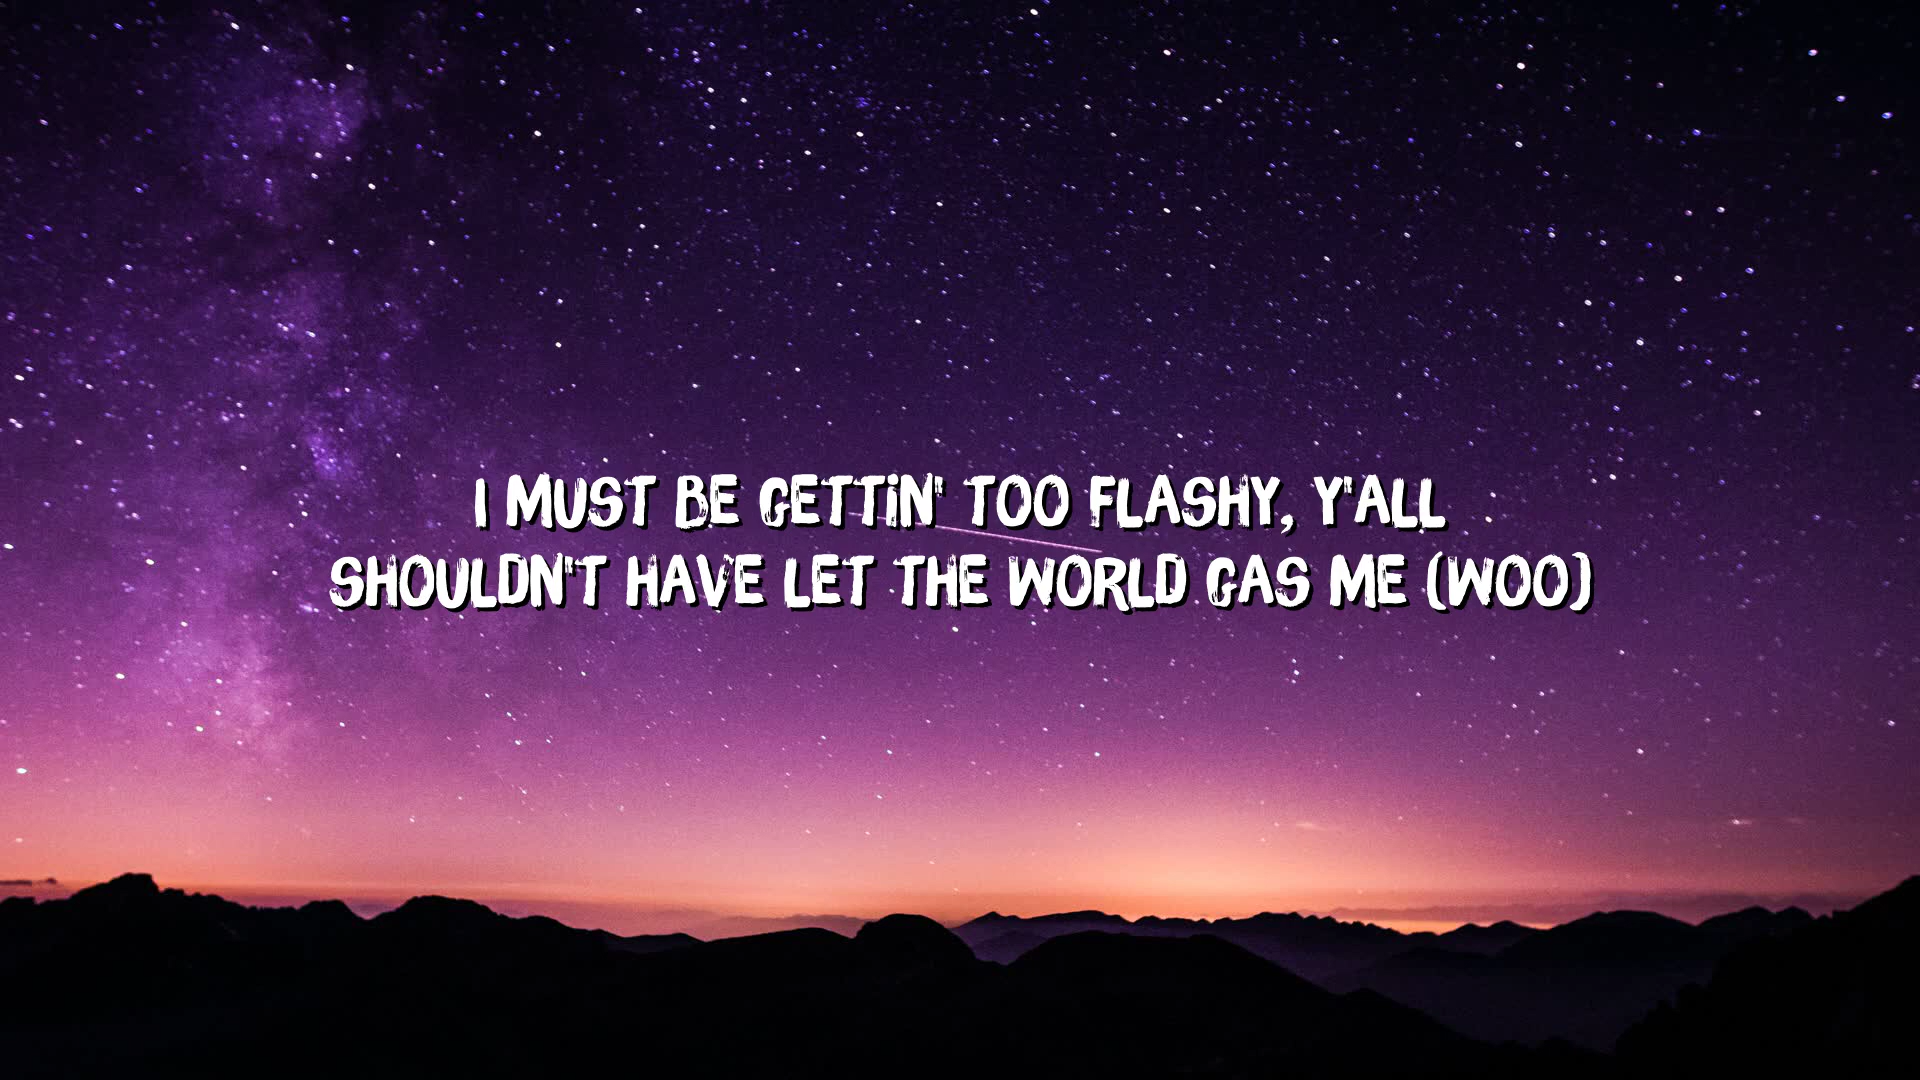 I MUST BE GETTIN' TOO FLASHY, Y'ALL
SHOULDN'T HAVE LET THE WORLD GAS ME (WOO)